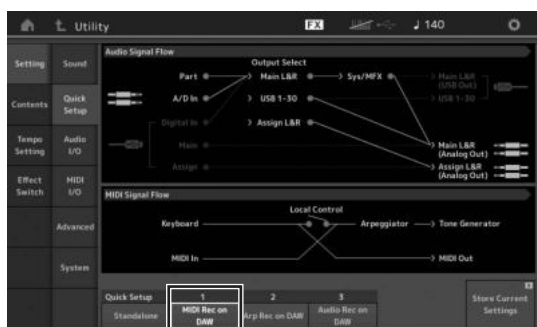 Utility
FX
♩ 140
Setting
Contents
Tempo Setting
Effect Switch
Sound
Quick Setup
Audio I/O
MIDI I/O
Advanced
System
Audio Signal Flow
Output Select
Part
Main L&R
Sys/MFX
Main L&R (USB Out)
A/D In
USB 1-30
USB 1-30
Digital In
Assign L&R
Main
Main L&R (Analog Out)
Assign
Assign L&R (Analog Out)
MIDI Signal Flow
Local Control
Keyboard
Arpeggiator
Tone Generator
MIDI In
MIDI Out
Quick Setup
1
2
3
Standalone
MIDI Rec on DAW
Arp Rec on DAW
Audio Rec on DAW
Store Current Settings